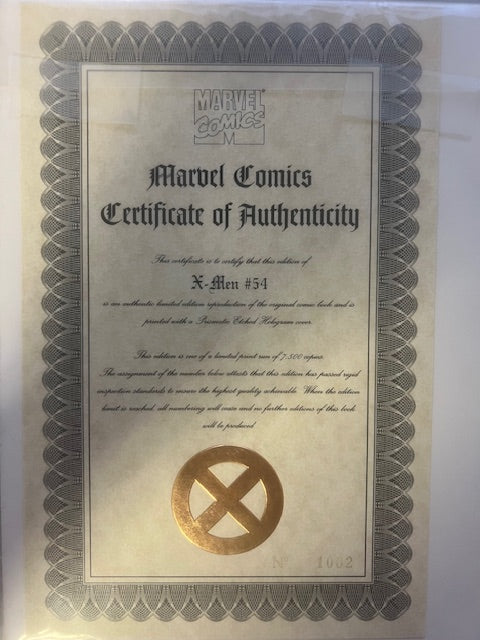 MARVEL
COMICS
M
Marvel Comics
Certificate of Authenticity
This certificate is to certify that this edition of
X-Men #54
is an authentic limited edition reproduction of the original comic book and is
printed with a Prismatic Etched Hologram cover.
This edition is one of a limited print run of 7,500 copies.
The assignment of the number below attests that this edition has passed rigid
inspection standards to ensure the highest quality achievable. When the edition
limit is reached, all numbering will cease and no further editions of this book
will be produced
Nº 1002